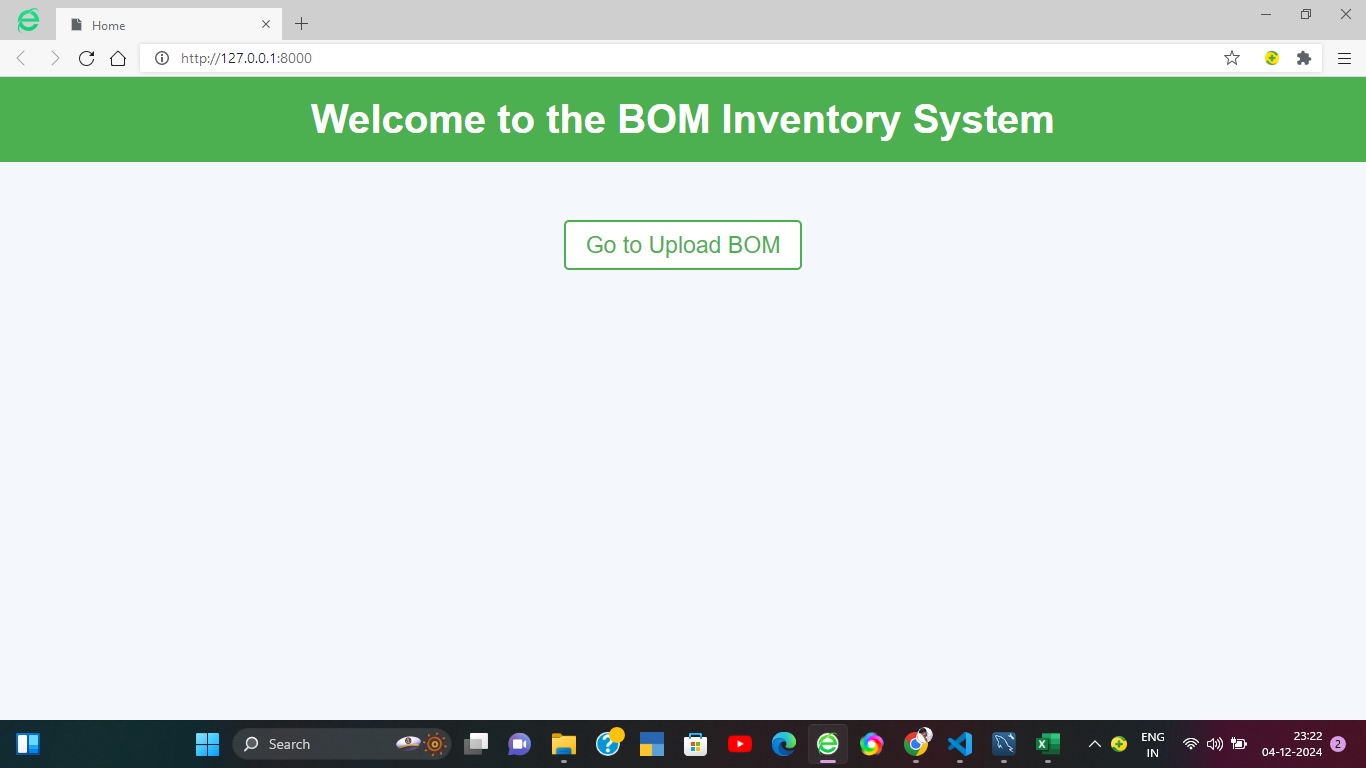 Home
http://127.0.0.1:8000
Welcome to the BOM Inventory System
Go to Upload BOM
Search
ENG
IN
23:22
04-12-2024
2